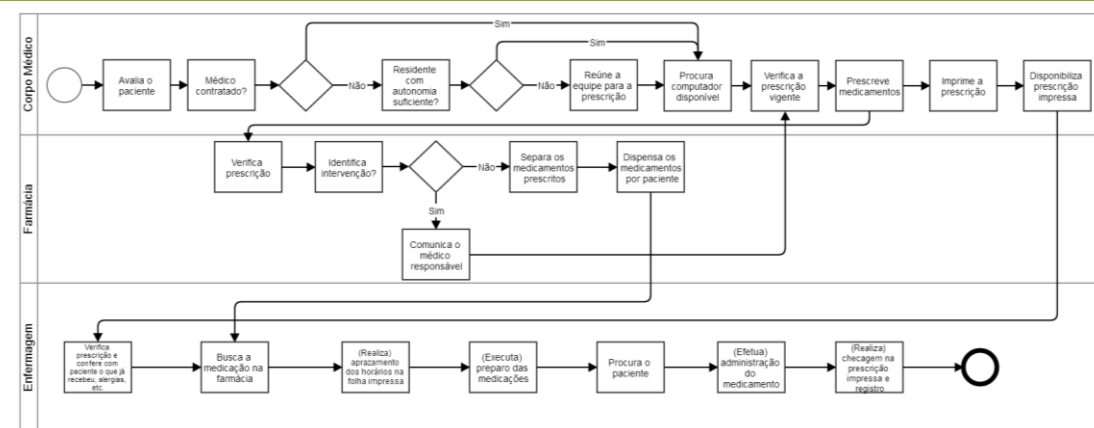 Corpo Médico
Sim
Sim
Avalia o
paciente
Médico
contratado?
Não
Residente
com
autonomia
suficiente?
Não
Reúne a
equipe para a
prescrição
Procura
computador
disponível
Verifica a
prescrição
vigente
Prescreve
medicamentos
Imprime a
prescrição
Disponibiliza
prescrição
impressa
Farmácia
Verifica
prescrição
Identifica
intervenção?
Não
Separa os
medicamentos
prescritos
Dispensa os
medicamentos
por paciente
Sim
Comunica o
médico
responsável
Enfermagem
Verifica
prescrição e
confere com
paciente o que já
recebeu, alergias,
etc.
Busca a
medicação na
farmácia
(Realiza)
aprazamento
dos horários na
folha impressa
(Executa)
preparo das
medicações
Procura o
paciente
(Efetua)
administração
do
medicamento
(Realiza)
checagem na
prescrição
impressa e
registro